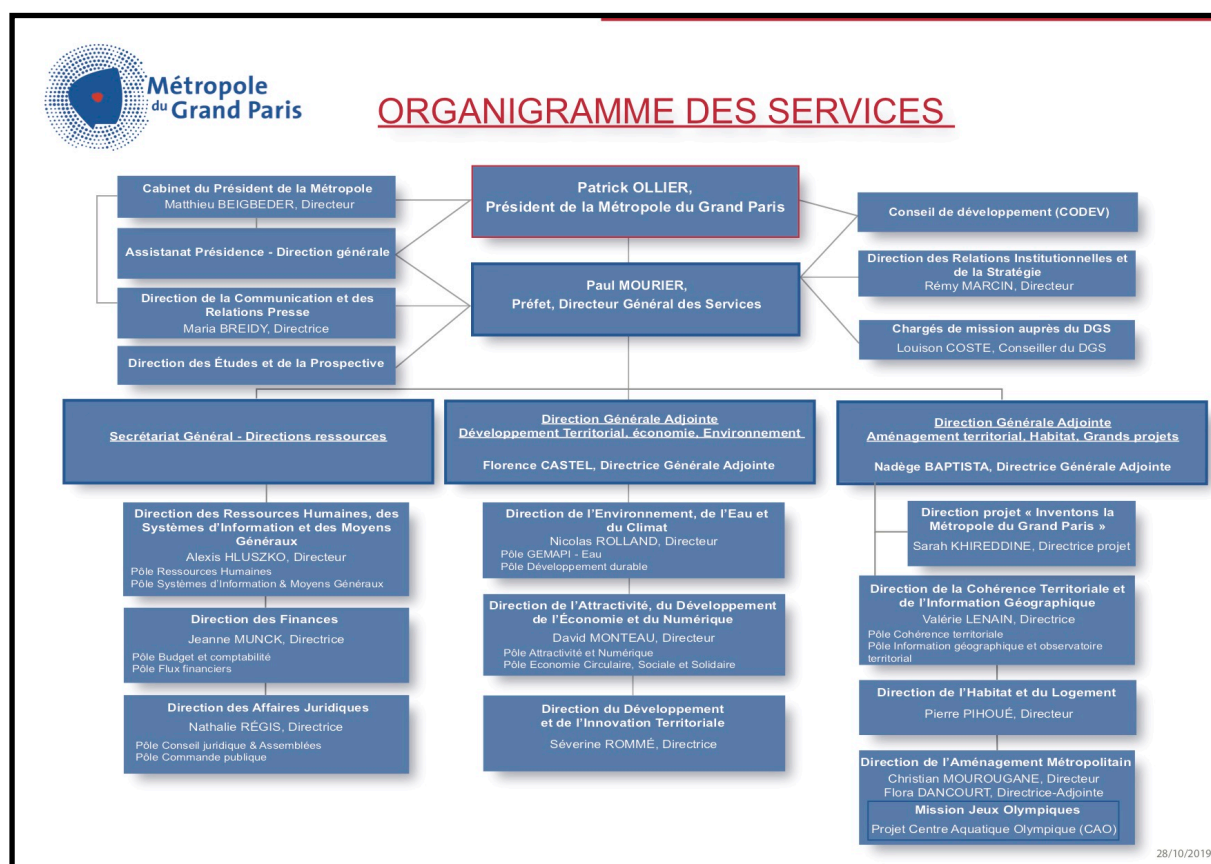 Métropole
du Grand Paris
ORGANIGRAMME DES SERVICES
Patrick OLLIER,
Président de la Métropole du Grand Paris
Cabinet du Président de la Métropole
Matthieu BEIGBEDER, Directeur
Assistanat Présidence - Direction générale
Direction de la Communication et des
Relations Presse
Maria BREIDY, Directrice
Direction des Études et de la Prospective
Paul MOURIER,
Préfet, Directeur Général des Services
Conseil de développement (CODEV)
Direction des Relations Institutionnelles et
de la Stratégie
Rémy MARCIN, Directeur
Chargés de mission auprès du DGS
Louison COSTE, Conseiller du DGS
Secrétariat Général - Directions ressources
Direction des Ressources Humaines, des
Systèmes d'Information et des Moyens
Généraux
Alexis HLUSZKO, Directeur
Pôle Ressources Humaines
Pôle Systèmes d'Information & Moyens Généraux
Direction des Finances
Jeanne MUNCK, Directrice
Pôle Budget et comptabilité
Pôle Flux financiers
Direction des Affaires Juridiques
Nathalie RÉGIS, Directrice
Pôle Conseil juridique & Assemblées
Pôle Commande publique
Direction Générale Adjointe
Développement Territorial, économie, Environnement
Florence CASTEL, Directrice Générale Adjointe
Direction de l'Environnement, de l'Eau et
du Climat
Nicolas ROLLAND, Directeur
Pôle GEMAPI - Eau
Pôle Développement durable
Direction de l'Attractivité, du Développement
de l'Économie et du Numérique
David MONTEAU, Directeur
Pôle Attractivité et Numérique
Pôle Economie Circulaire, Sociale et Solidaire
Direction du Développement
et de l'Innovation Territoriale
Séverine ROMMÉ, Directrice
Direction Générale Adjointe
Aménagement territorial, Habitat, Grands projets
Nadège BAPTISTA, Directrice Générale Adjointe
Direction projet « Inventons la
Métropole du Grand Paris »
Sarah KHIREDDINE, Directrice projet
Direction de la Cohérence Territoriale et
de l'Information Géographique
Valérie LENAIN, Directrice
Pôle Cohérence territoriale
Pôle Information géographique et observatoire
territorial
Direction de l'Habitat et du Logement
Pierre PIHOUÉ, Directeur
Direction de l'Aménagement Métropolitain
Christian MOUROUGANE, Directeur
Flora DANCOURT, Directrice-Adjointe
Mission Jeux Olympiques
Projet Centre Aquatique Olympique (CAO)
28/10/2019